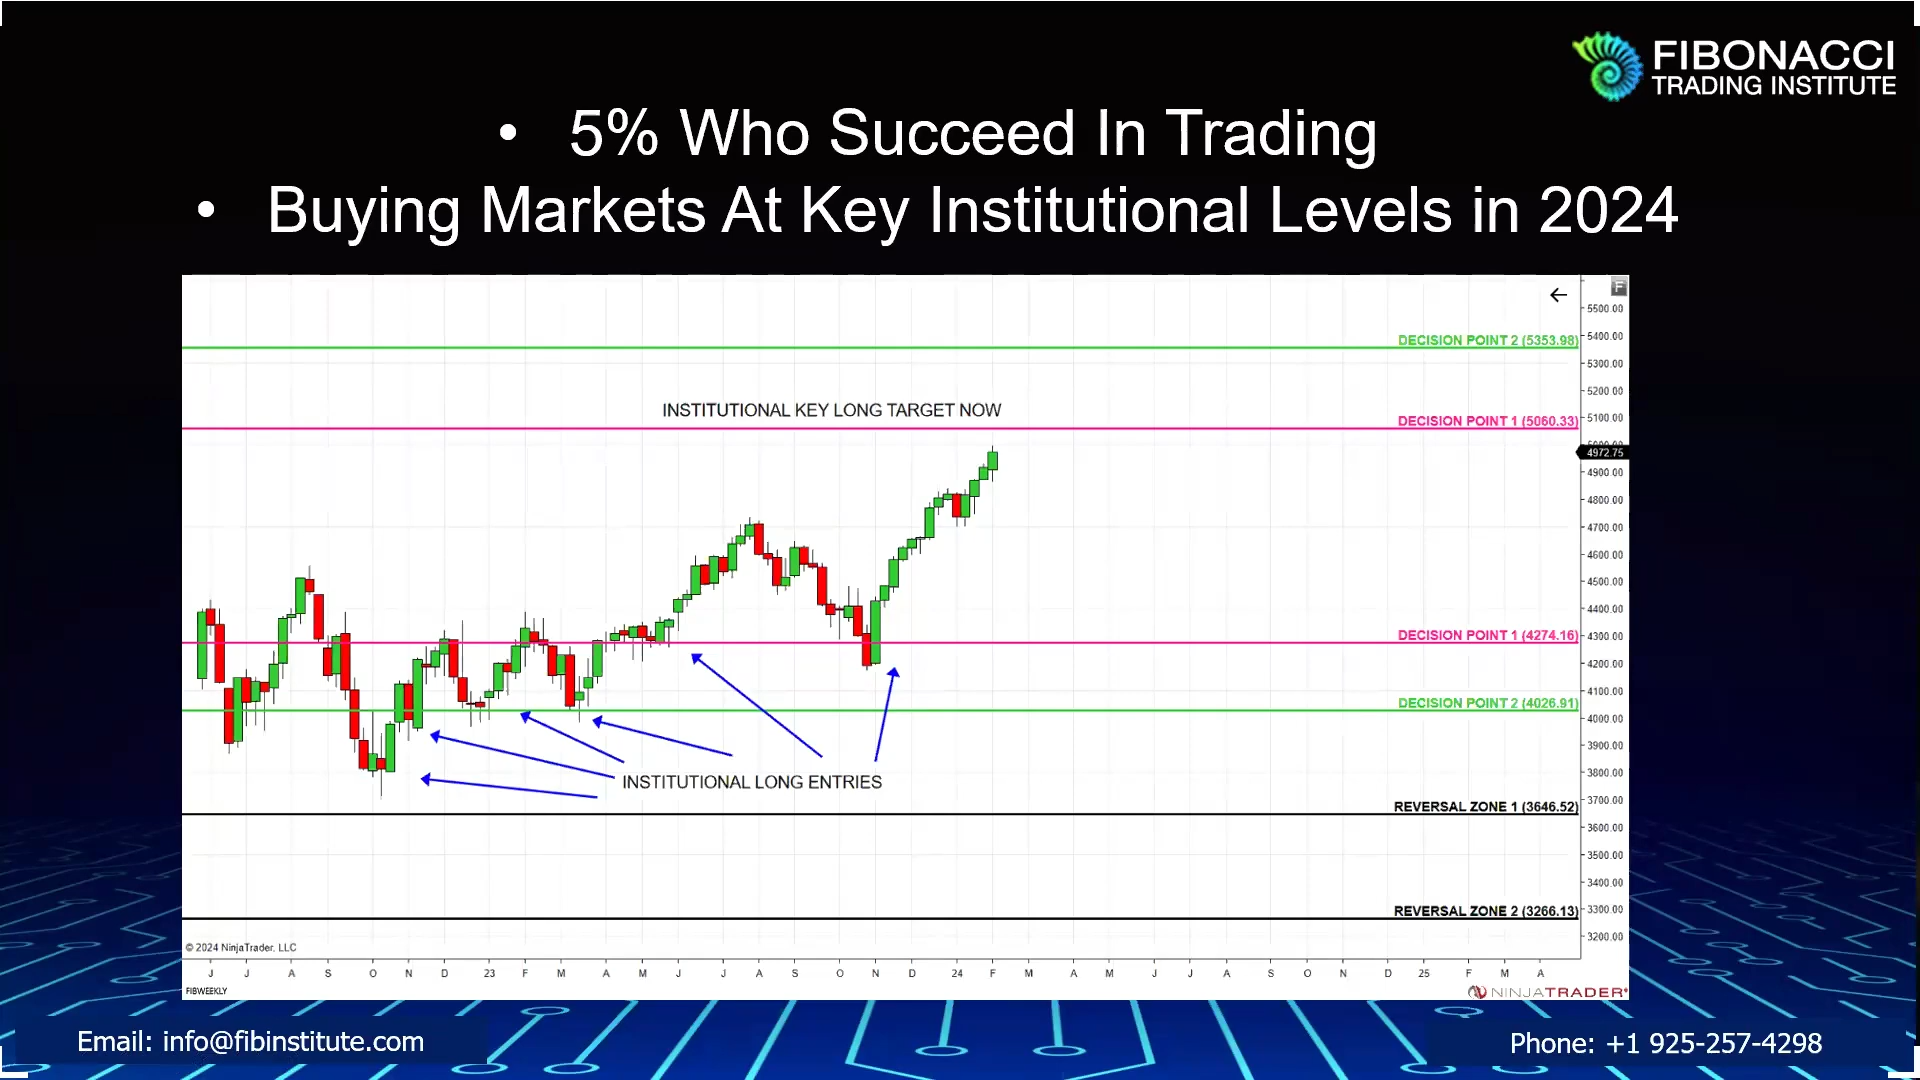 FIBONACCI
TRADING INSTITUTE
• 5% Who Succeed In Trading
• Buying Markets At Key Institutional Levels in 2024
F
5500.00
DECISION POINT 2 (5353.98)
5400.00
5300.00
5200.00
INSTITUTIONAL KEY LONG TARGET NOW
DECISION POINT 1 (5060.33)
5100.00
5000.00
4972.75
4900.00
4800.00
4700.00
4600.00
4500.00
4400.00
DECISION POINT 1 (4274.16)
4300.00
4200.00
4100.00
DECISION POINT 2 (4026.91)
4000.00
3900.00
INSTITUTIONAL LONG ENTRIES
3800.00
REVERSAL ZONE 1 (3646.52)
3700.00
3600.00
3500.00
3400.00
REVERSAL ZONE 2 (3266.13)
3300.00
3200.00
© 2024 NinjaTrader, LLC
J J A S O N D 23 F M A M J J A S O N D 24 F M A M J J A S O N D 25 F M A
FIBWEEKLY
NINJATRADER
Email: info@fibinstitute.com
Phone: +1 925-257-4298